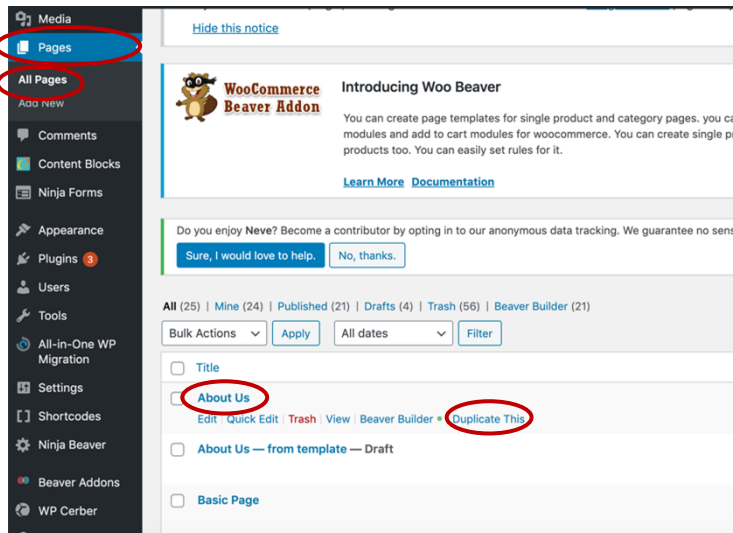 Media
Pages
All Pages
Add New
Comments
Content Blocks
Ninja Forms
Appearance
Plugins 3
Users
Tools
All-in-One WP
Migration
Settings
Shortcodes
Ninja Beaver
Beaver Addons
WP Cerber
Hide this notice
WooCommerce
Beaver Addon
Introducing Woo Beaver
You can create page templates for single product and category pages. you ca
modules and add to cart modules for woocommerce. You can create single p
products too. You can easily set rules for it.
Learn More Documentation
Do you enjoy Neve? Become a contributor by opting in to our anonymous data tracking. We guarantee no sens
Sure, I would love to help. No, thanks.
All (25) | Mine (24) | Published (21) | Drafts (4) | Trash (56) | Beaver Builder (21)
Bulk Actions Apply All dates Filter
Title
About Us
Edit | Quick Edit | Trash | View | Beaver Builder • | Duplicate This
About Us — from template — Draft
Basic Page